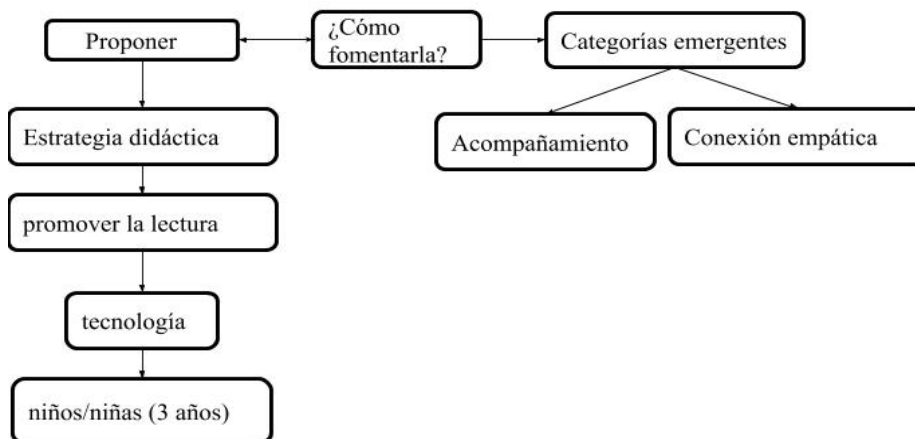 Proponer
¿Cómo
fomentarla?
Categorías emergentes
Estrategia didáctica
Acompañamiento
Conexión empática
promover la lectura
tecnología
niños/niñas (3 años)